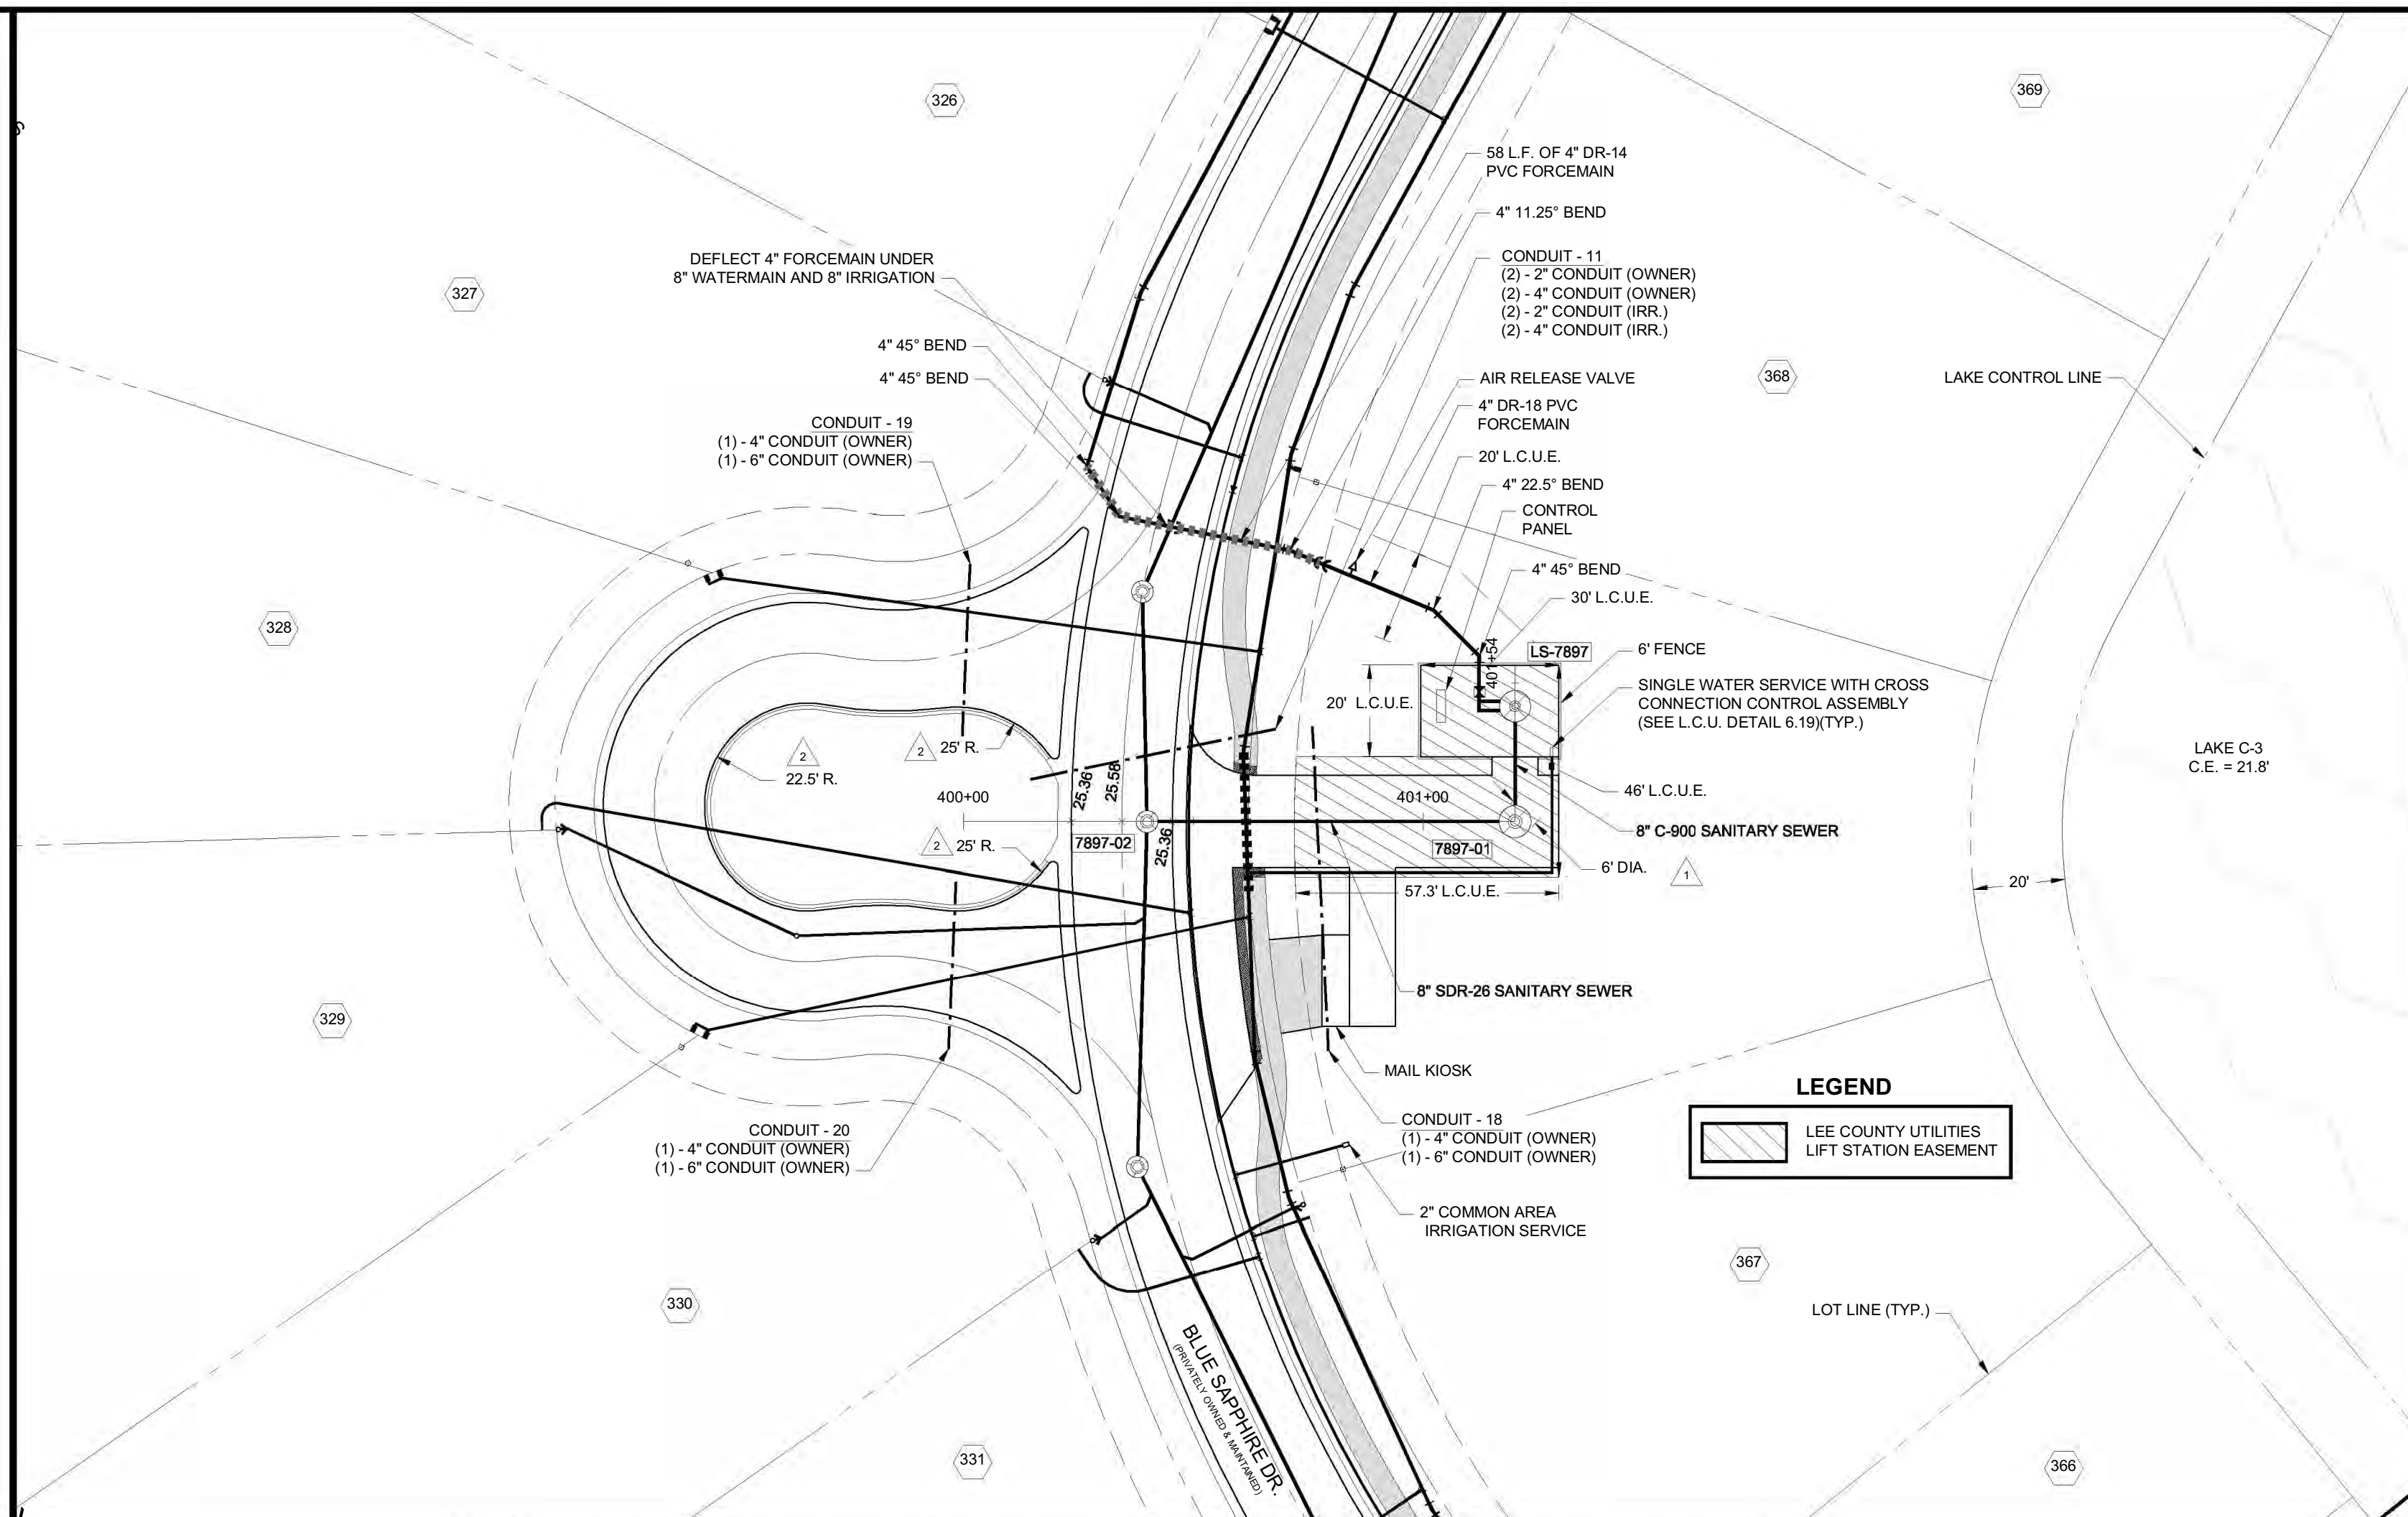 326
369
58 L.F. OF 4" DR-14
PVC FORCEMAIN
4" 11.25° BEND
CONDUIT - 11
(2) - 2" CONDUIT (OWNER)
(2) - 4" CONDUIT (OWNER)
(2) - 2" CONDUIT (IRR.)
(2) - 4" CONDUIT (IRR.)
DEFLECT 4" FORCEMAIN UNDER
8" WATERMAIN AND 8" IRRIGATION
327
4" 45° BEND
4" 45° BEND
AIR RELEASE VALVE
4" DR-18 PVC
FORCEMAIN
368
LAKE CONTROL LINE
CONDUIT - 19
(1) - 4" CONDUIT (OWNER)
(1) - 6" CONDUIT (OWNER)
20' L.C.U.E.
4" 22.5° BEND
CONTROL
PANEL
4" 45° BEND
30' L.C.U.E.
328
401+54
LS-7897
6' FENCE
SINGLE WATER SERVICE WITH CROSS
CONNECTION CONTROL ASSEMBLY
(SEE L.C.U. DETAIL 6.19)(TYP.)
20' L.C.U.E.
2
22.5' R.
2
25' R.
LAKE C-3
C.E. = 21.8'
400+00
25.36
25.58
401+00
46' L.C.U.E.
8" C-900 SANITARY SEWER
2
25' R.
7897-02
25.36
7897-01
6' DIA.
1
57.3' L.C.U.E.
20'
8" SDR-26 SANITARY SEWER
329
MAIL KIOSK
CONDUIT - 20
(1) - 4" CONDUIT (OWNER)
(1) - 6" CONDUIT (OWNER)
CONDUIT - 18
(1) - 4" CONDUIT (OWNER)
(1) - 6" CONDUIT (OWNER)
LEGEND
LEE COUNTY UTILITIES
LIFT STATION EASEMENT
2" COMMON AREA
IRRIGATION SERVICE
367
330
LOT LINE (TYP.)
BLUE SAPPHIRE DR.
(PRIVATELY OWNED & MAINTAINED)
331
366